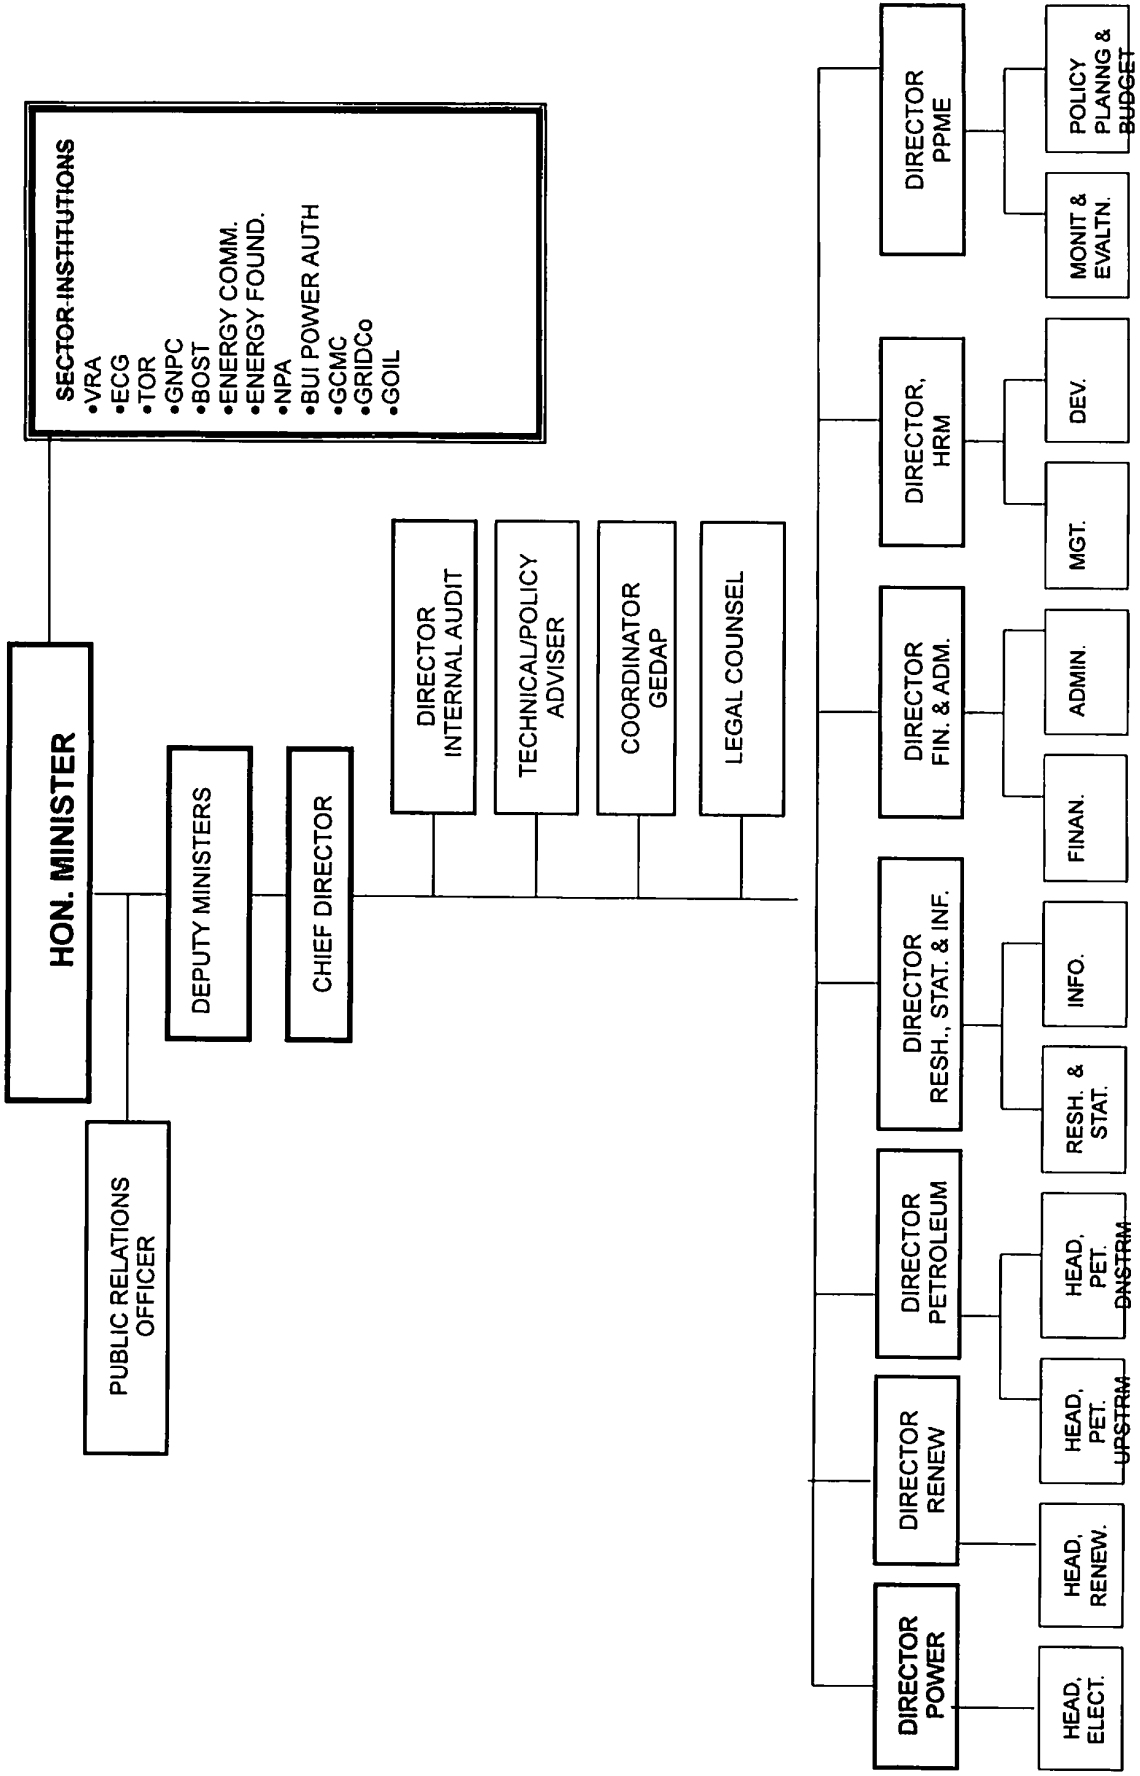 HON. MINISTER
SECTOR INSTITUTIONS
•VRA
•ECG
•TOR
•GNPC
•BOST
•ENERGY COMM.
•ENERGY FOUND.
•NPA
•BUI POWER AUTH
•GCMC
•GRIDCo
•GOIL
PUBLIC RELATIONS
OFFICER
DEPUTY MINISTERS
CHIEF DIRECTOR
DIRECTOR
INTERNAL AUDIT
TECHNICAL/POLICY
ADVISER
COORDINATOR
GEDAP
LEGAL COUNSEL
DIRECTOR
POWER
DIRECTOR
RENEW
DIRECTOR
PETROLEUM
DIRECTOR
RESH., STAT. & INF.
DIRECTOR
FIN. & ADM.
DIRECTOR,
HRM
DIRECTOR
PPME
HEAD,
ELECT.
HEAD,
RENEW.
HEAD,
PET.
UPSTRM
HEAD,
PET.
DNSTRM
RESH. &
STAT.
INFO.
FINAN.
ADMIN.
MGT.
DEV.
MONIT &
EVALTN.
POLICY
PLANNG &
BUDGET